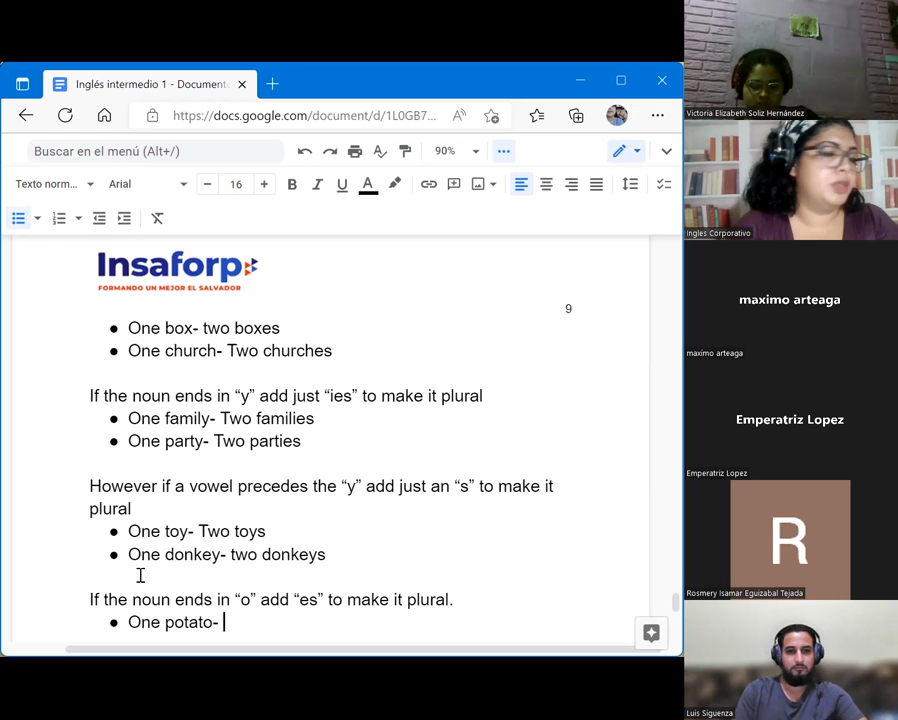 Inglés intermedio 1 - Document
https://docs.google.com/document/d/1L0GB7...
Buscar en el menú (Alt+/)
90%
Texto norm...
Arial
16
B I U A
Insaforp
FORMANDO UN MEJOR EL SALVADOR
9
● One box- two boxes
● One church- Two churches
If the noun ends in “y” add just “ies” to make it plural
● One family- Two families
● One party- Two parties
However if a vowel precedes the “y” add just an “s” to make it
plural
● One toy- Two toys
● One donkey- two donkeys
If the noun ends in “o” add “es” to make it plural.
● One potato-
Victoria Elizabeth Soliz Hernández
Ingles Corporativo
maximo arteaga
maximo arteaga
Emperatriz Lopez
Emperatriz Lopez
R
Rosmery Isamar Eguizabal Tejada
Luis Siguenza